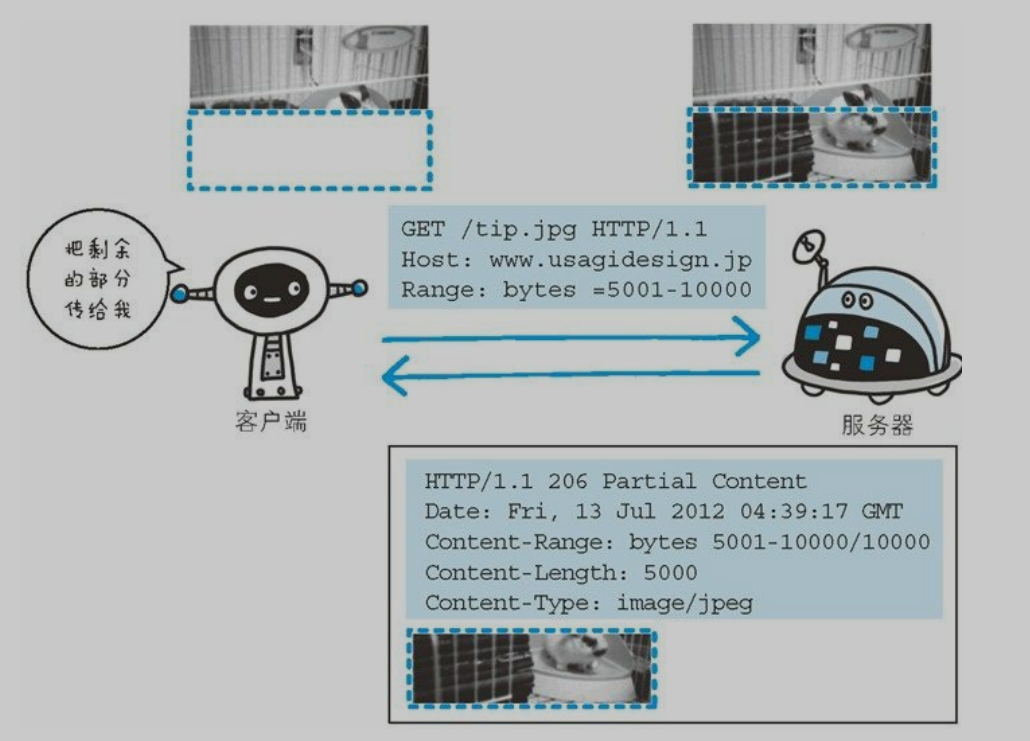 把剩余
的部分
传给我
GET /tip.jpg HTTP/1.1
Host: www.usagidesign.jp
Range: bytes =5001-10000
客户端
服务器
HTTP/1.1 206 Partial Content
Date: Fri, 13 Jul 2012 04:39:17 GMT
Content-Range: bytes 5001-10000/10000
Content-Length: 5000
Content-Type: image/jpeg